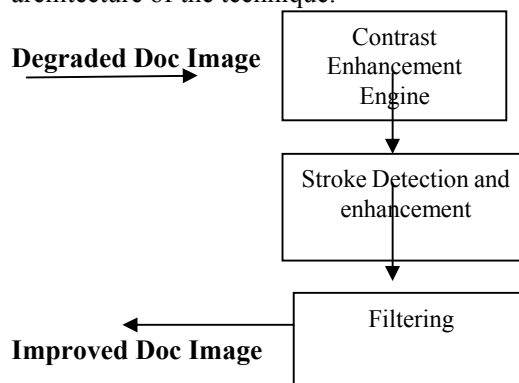 architecture of the technique.
Degraded Doc Image
Contrast
Enhancement
Engine
Stroke Detection and
enhancement
Filtering
Improved Doc Image